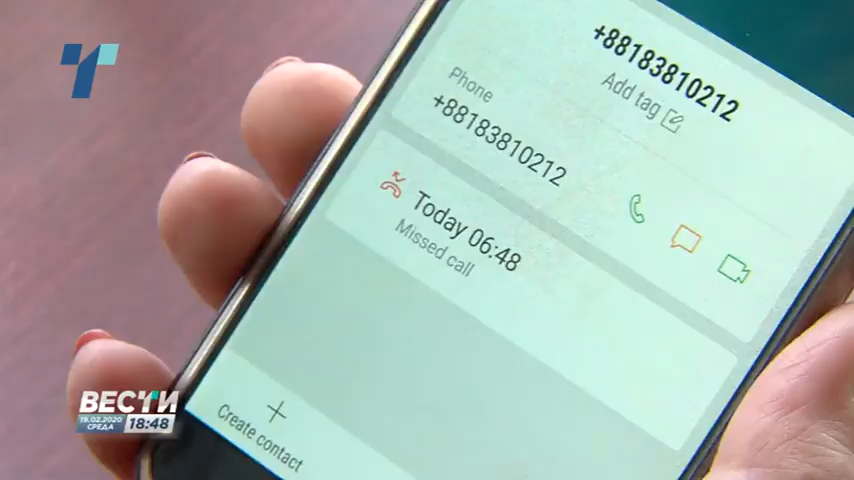 +88183810212
Add tag
Phone
+88183810212
Today 06:48
Missed call
Create contact
ВЕСТИ
19.02.2020
СРЕДА
18:48